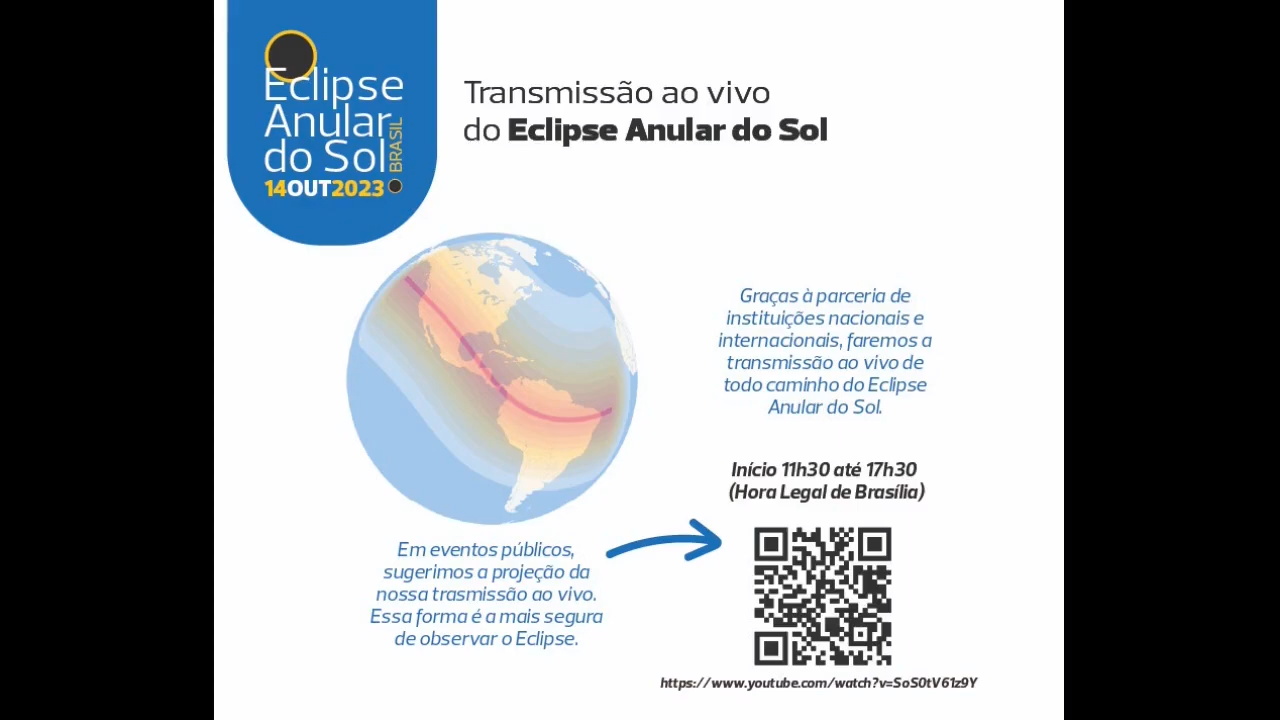 Eclipse
Anular
do Sol
BRASIL
14OUT2023
Transmissão ao vivo
do Eclipse Anular do Sol
Graças à parceria de
instituições nacionais e
internacionais, faremos a
transmissão ao vivo de
todo caminho do Eclipse
Anular do Sol.
Início 11h30 até 17h30
(Hora Legal de Brasília)
Em eventos públicos,
sugerimos a projeção da
nossa trasmissão ao vivo.
Essa forma é a mais segura
de observar o Eclipse.
https://www.youtube.com/watch?v=SoS0tV61z9Y